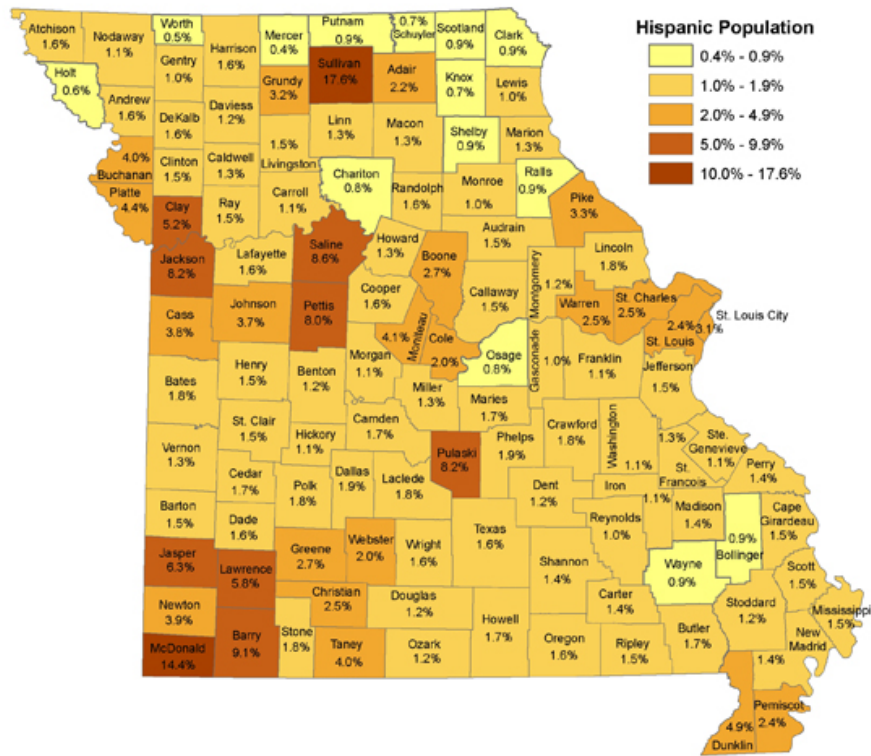 Hispanic Population
0.4% - 0.9%
1.0% - 1.9%
2.0% - 4.9%
5.0% - 9.9%
10.0% - 17.6%
Atchison
1.6%
Nodaway
1.1%
Worth
0.5%
Harrison
1.6%
Mercer
0.4%
Putnam
0.9%
0.7%
Schuyler
Scotland
0.9%
Clark
0.9%
Holt
0.6%
Gentry
1.0%
Grundy
3.2%
Sullivan
17.6%
Adair
2.2%
Knox
0.7%
Lewis
1.0%
Andrew
1.6%
DeKalb
1.6%
Daviess
1.2%
1.5%
Livingston
Linn
1.3%
Macon
1.3%
Shelby
0.9%
Marion
1.3%
4.0%
Buchanan
Clinton
1.5%
Caldwell
1.3%
Chariton
0.8%
Randolph
1.6%
Monroe
1.0%
Ralls
0.9%
Platte
4.4%
Clay
5.2%
Ray
1.5%
Carroll
1.1%
Pike
3.3%
Audrain
1.5%
Jackson
8.2%
Lafayette
1.6%
Saline
8.6%
Howard
1.3%
Boone
2.7%
Callaway
1.5%
Montgomery
1.2%
Lincoln
1.8%
Cooper
1.6%
Warren
2.5%
St. Charles
2.5%
2.4%
St. Louis
3.1%
St. Louis City
Cass
3.8%
Johnson
3.7%
Pettis
8.0%
4.1%
Moniteau
Cole
2.0%
Osage
0.8%
Gasconade
1.0%
Franklin
1.1%
Jefferson
1.5%
Bates
1.8%
Henry
1.5%
Benton
1.2%
Morgan
1.1%
Miller
1.3%
Maries
1.7%
St. Clair
1.5%
Hickory
1.1%
Camden
1.7%
Pulaski
8.2%
Phelps
1.9%
Crawford
1.8%
Washington
1.1%
1.3%
St.
Francois
Ste.
Genevieve
1.1%
Perry
1.4%
Vernon
1.3%
Cedar
1.7%
Polk
1.8%
Dallas
1.9%
Laclede
1.8%
Dent
1.2%
Iron
1.1%
Madison
1.4%
0.9%
Bollinger
Cape
Girardeau
1.5%
Barton
1.5%
Dade
1.6%
Texas
1.6%
Reynolds
1.0%
Jasper
6.3%
Lawrence
5.8%
Greene
2.7%
Webster
2.0%
Wright
1.6%
Shannon
1.4%
Wayne
0.9%
Scott
1.5%
Newton
3.9%
Christian
2.5%
Douglas
1.2%
Carter
1.4%
Stoddard
1.2%
Mississippi
1.5%
McDonald
14.4%
Barry
9.1%
Stone
1.8%
Taney
4.0%
Ozark
1.2%
Howell
1.7%
Oregon
1.6%
Ripley
1.5%
Butler
1.7%
New
Madrid
1.4%
4.9%
Dunklin
Pemiscot
2.4%